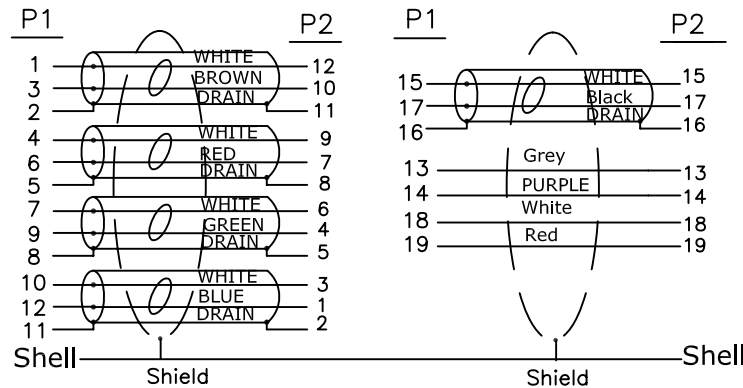 P1 P2
1 WHITE 12
3 BROWN 10
2 DRAIN 11
4 WHITE 9
6 RED 7
5 DRAIN 8
7 WHITE 6
9 GREEN 4
8 DRAIN 5
10 WHITE 3
12 BLUE 1
11 DRAIN 2
Shell
Shield
P1 P2
15 WHITE 15
17 Black 17
16 DRAIN 16
13 Grey 13
14 PURPLE 14
18 White 18
19 Red 19
Shell
Shield